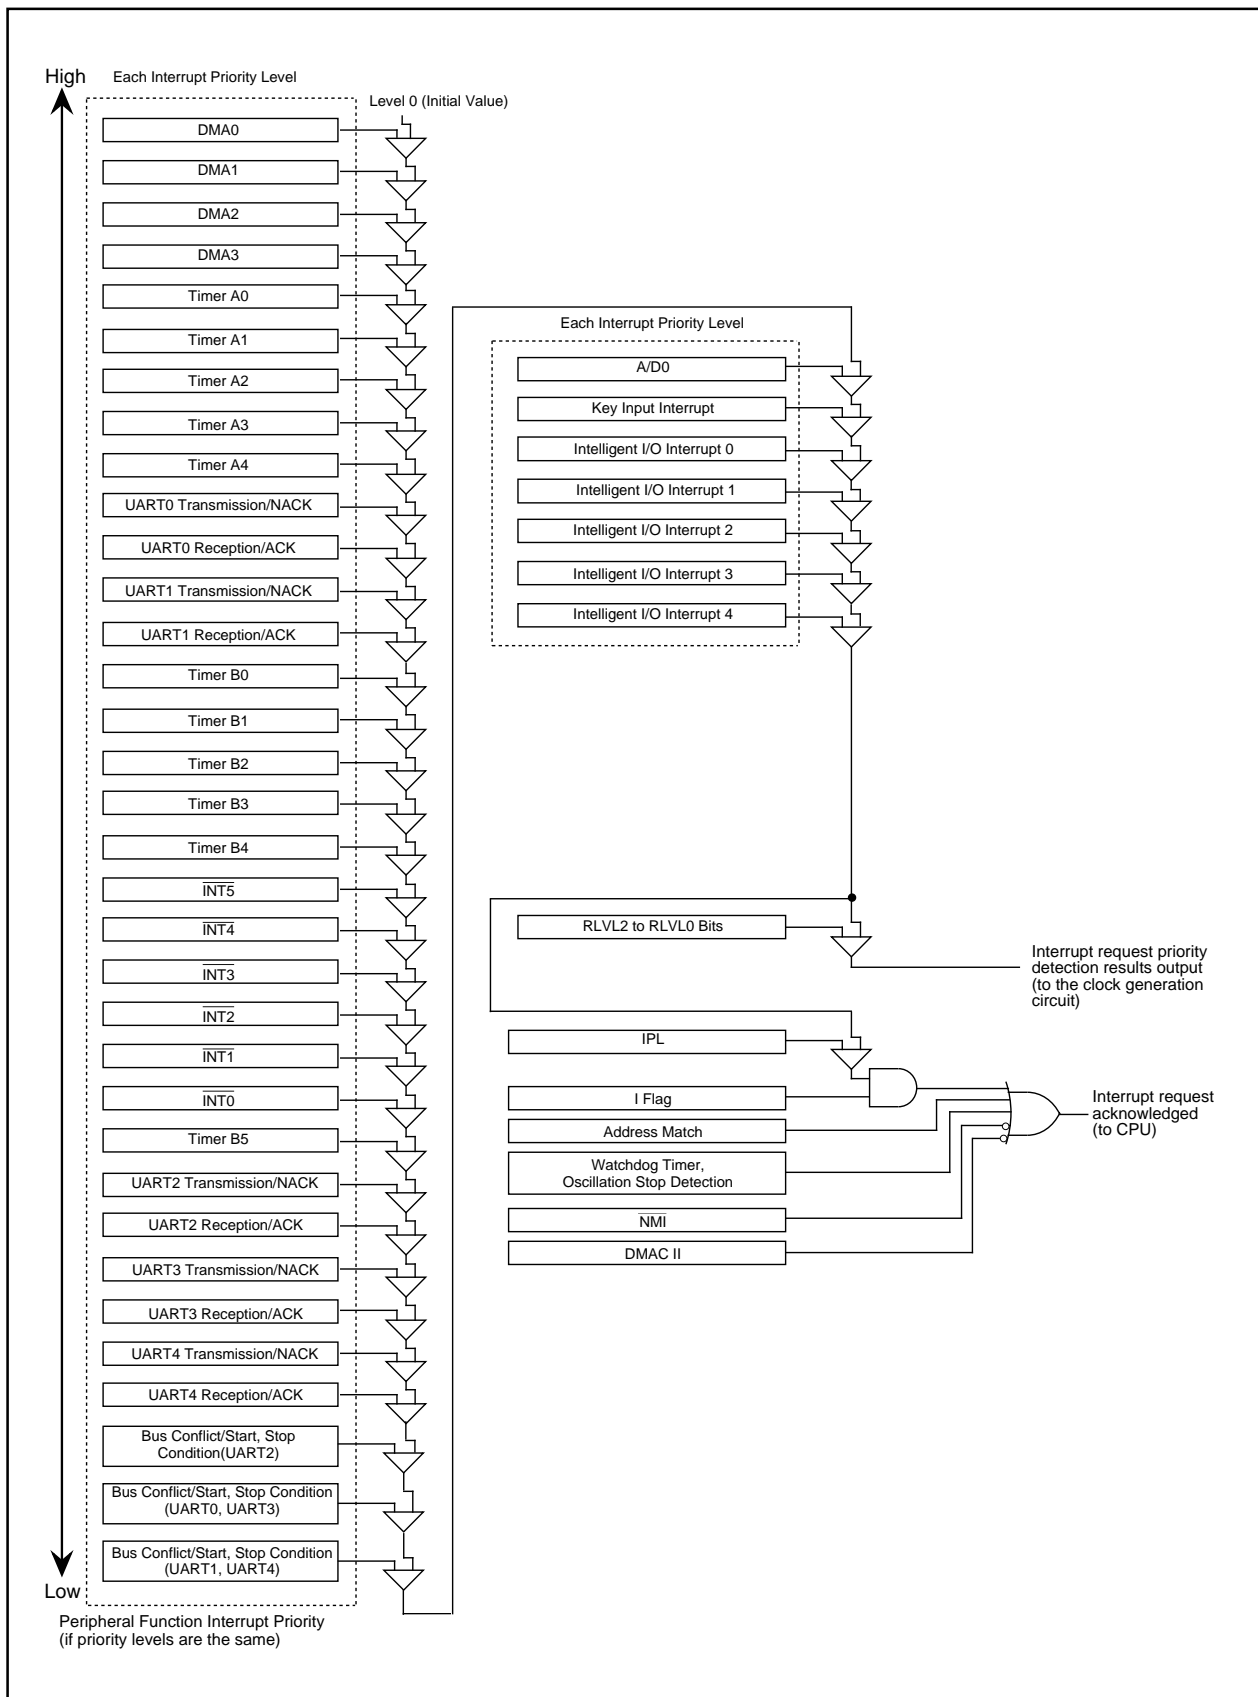 High
Each Interrupt Priority Level
Level 0 (Initial Value)
DMA0
DMA1
DMA2
DMA3
Timer A0
Timer A1
Timer A2
Timer A3
Timer A4
UART0 Transmission/NACK
UART0 Reception/ACK
UART1 Transmission/NACK
UART1 Reception/ACK
Timer B0
Timer B1
Timer B2
Timer B3
Timer B4
INT5
INT4
INT3
INT2
INT1
INT0
Timer B5
UART2 Transmission/NACK
UART2 Reception/ACK
UART3 Transmission/NACK
UART3 Reception/ACK
UART4 Transmission/NACK
UART4 Reception/ACK
Bus Conflict/Start, Stop
Condition(UART2)
Bus Conflict/Start, Stop Condition
(UART0, UART3)
Bus Conflict/Start, Stop Condition
(UART1, UART4)
Low
Peripheral Function Interrupt Priority
(if priority levels are the same)
Each Interrupt Priority Level
A/D0
Key Input Interrupt
Intelligent I/O Interrupt 0
Intelligent I/O Interrupt 1
Intelligent I/O Interrupt 2
Intelligent I/O Interrupt 3
Intelligent I/O Interrupt 4
RLVL2 to RLVL0 Bits
Interrupt request priority
detection results output
(to the clock generation
circuit)
IPL
I Flag
Address Match
Watchdog Timer,
Oscillation Stop Detection
NMI
DMAC II
Interrupt request
acknowledged
(to CPU)